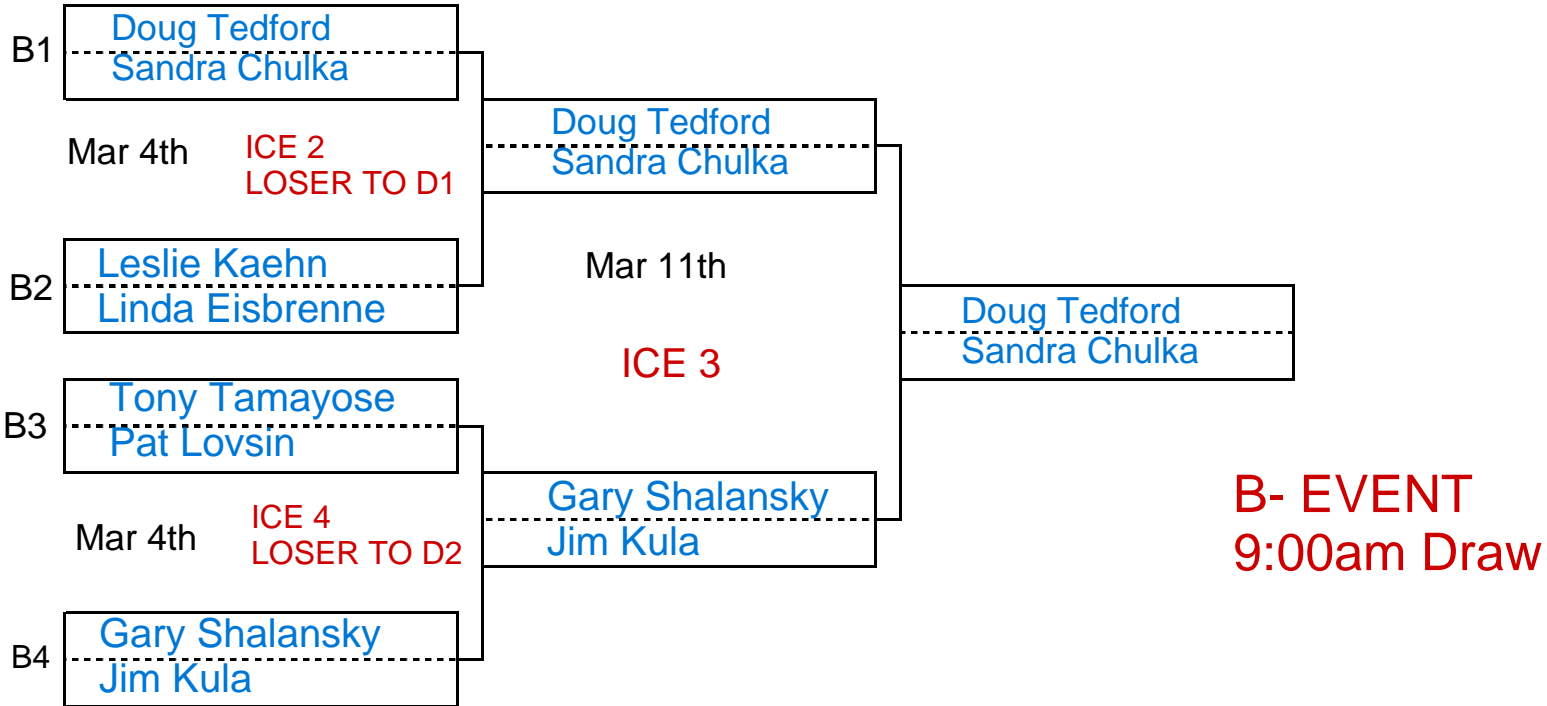 B1
Doug Tedford
Sandra Chulka
Mar 4th
ICE 2
LOSER TO D1
B2
Leslie Kaehn
Linda Eisbrenne
B3
Tony Tamayose
Pat Lovsin
Mar 4th
ICE 4
LOSER TO D2
B4
Gary Shalansky
Jim Kula
Doug Tedford
Sandra Chulka
Mar 11th
ICE 3
Gary Shalansky
Jim Kula
Doug Tedford
Sandra Chulka
B- EVENT
9:00am Draw